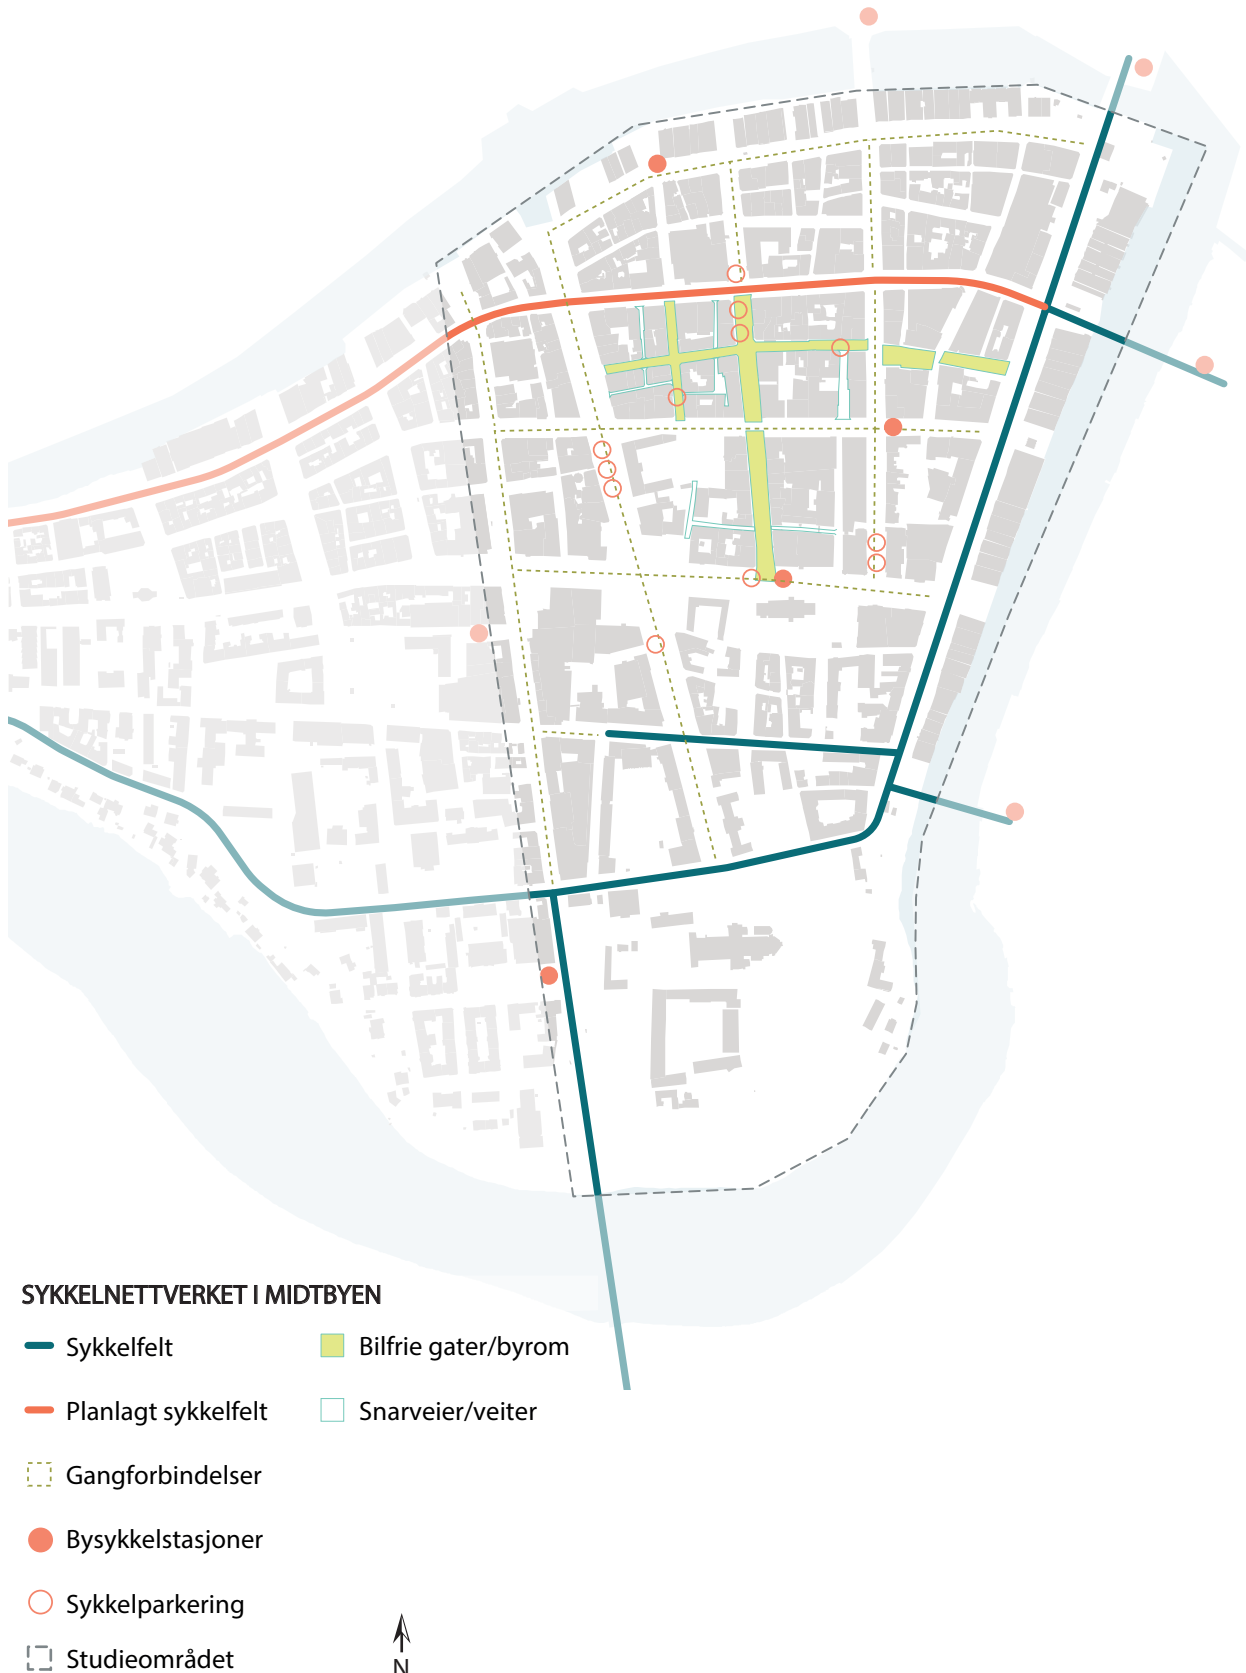 SYKKELNETTVERKET I MIDTBYEN
Sykkelfelt
Bilfrie gater/byrom
Planlagt sykkelfelt
Snarveier/veiter
Gangforbindelser
Bysykkelstasjoner
Sykkelparkering
Studieområdet
N